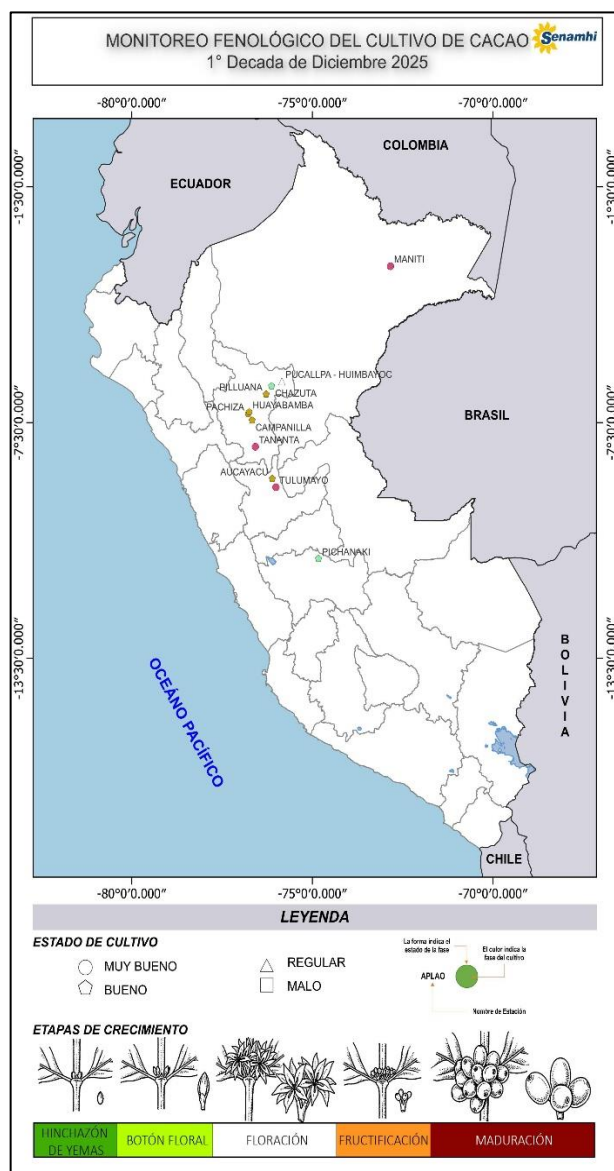 MONITOREO FENOLÓGICO DEL CULTIVO DE CACAO
1° Decada de Diciembre 2025
Senamhi
-80°0'0.000" -75°0'0.000" -70°0'0.000"
COLOMBIA
ECUADOR
-1°30'0.000" -1°30'0.000"
MANITI
PUCALLPA - HUIMBAYOC
PILLUANA
CHAZUTA
PACHIZA HUAYABAMBA
BRASIL
-7°30'0.000" CAMPANILLA -7°30'0.000"
TANANTA
AUCAYACU TULUMAYO
PICHANAKI
-13°30'0.000" -13°30'0.000"
BOLIVIA
OCEÁNO PACÍFICO
CHILE
-80°0'0.000" -75°0'0.000" -70°0'0.000"
LEYENDA
ESTADO DE CULTIVO
MUY BUENO
BUENO
REGULAR
MALO
La forma indica el
estado de la fase
El color indica la
fase del cultivo
APLAO
Nombre de Estación
ETAPAS DE CRECIMIENTO
HINCHAZÓN
DE YEMAS
BOTÓN FLORAL
FLORACIÓN
FRUCTIFICACIÓN
MADURACIÓN